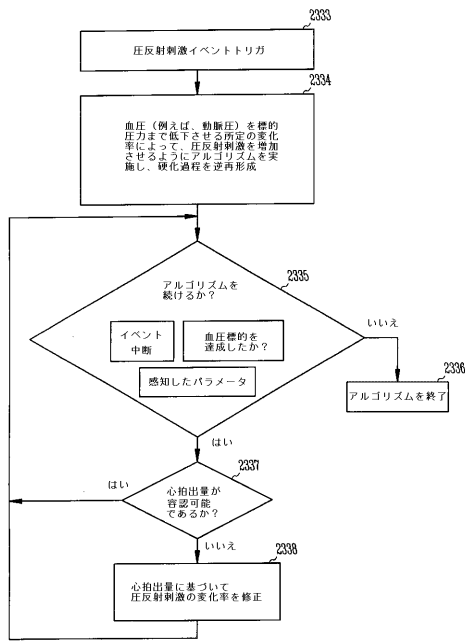 2333
圧反射刺激イベントトリガ
2334
血圧（例えば、動脈圧）を標的
圧力まで低下させる所定の変化
率によって、圧反射刺激を増加
させるようにアルゴリズムを実
施し、硬化過程を逆再形成
2335
アルゴリズムを
続けるか？
イベント
中断
血圧標的を
達成したか？
感知したパラメータ
いいえ
2336
アルゴリズムを終了
はい
2337
心拍出量が
容認可能
であるか？
はい
いいえ
2338
心拍出量に基づいて
圧反射刺激の変化率を修正